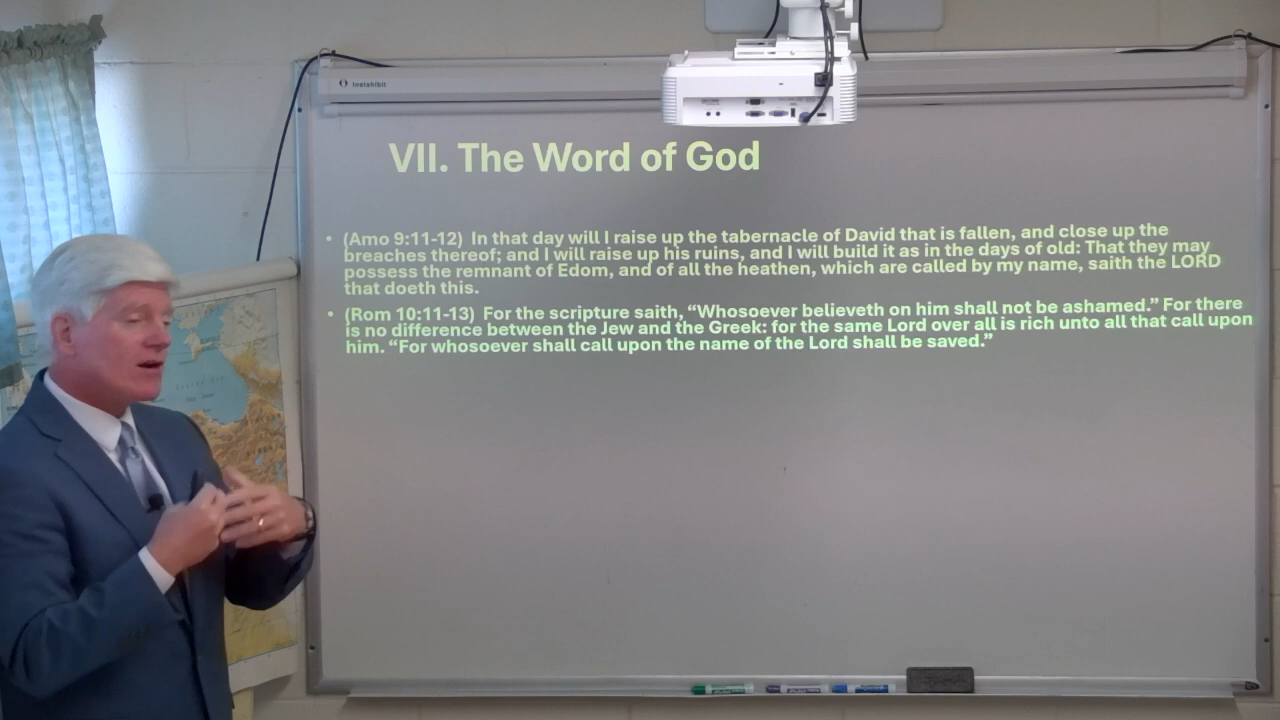 Instahibit
VII. The Word of God
• (Amo 9:11-12) In that day will I raise up the tabernacle of David that is fallen, and close up the
breaches thereof; and I will raise up his ruins, and I will build it as in the days of old: That they may
possess the remnant of Edom, and of all the heathen, which are called by my name, saith the LORD
that doeth this.
• (Rom 10:11-13) For the scripture saith, “Whosoever believeth on him shall not be ashamed.” For there
is no difference between the Jew and the Greek: for the same Lord over all is rich unto all that call upon
him. “For whosoever shall call upon the name of the Lord shall be saved.”